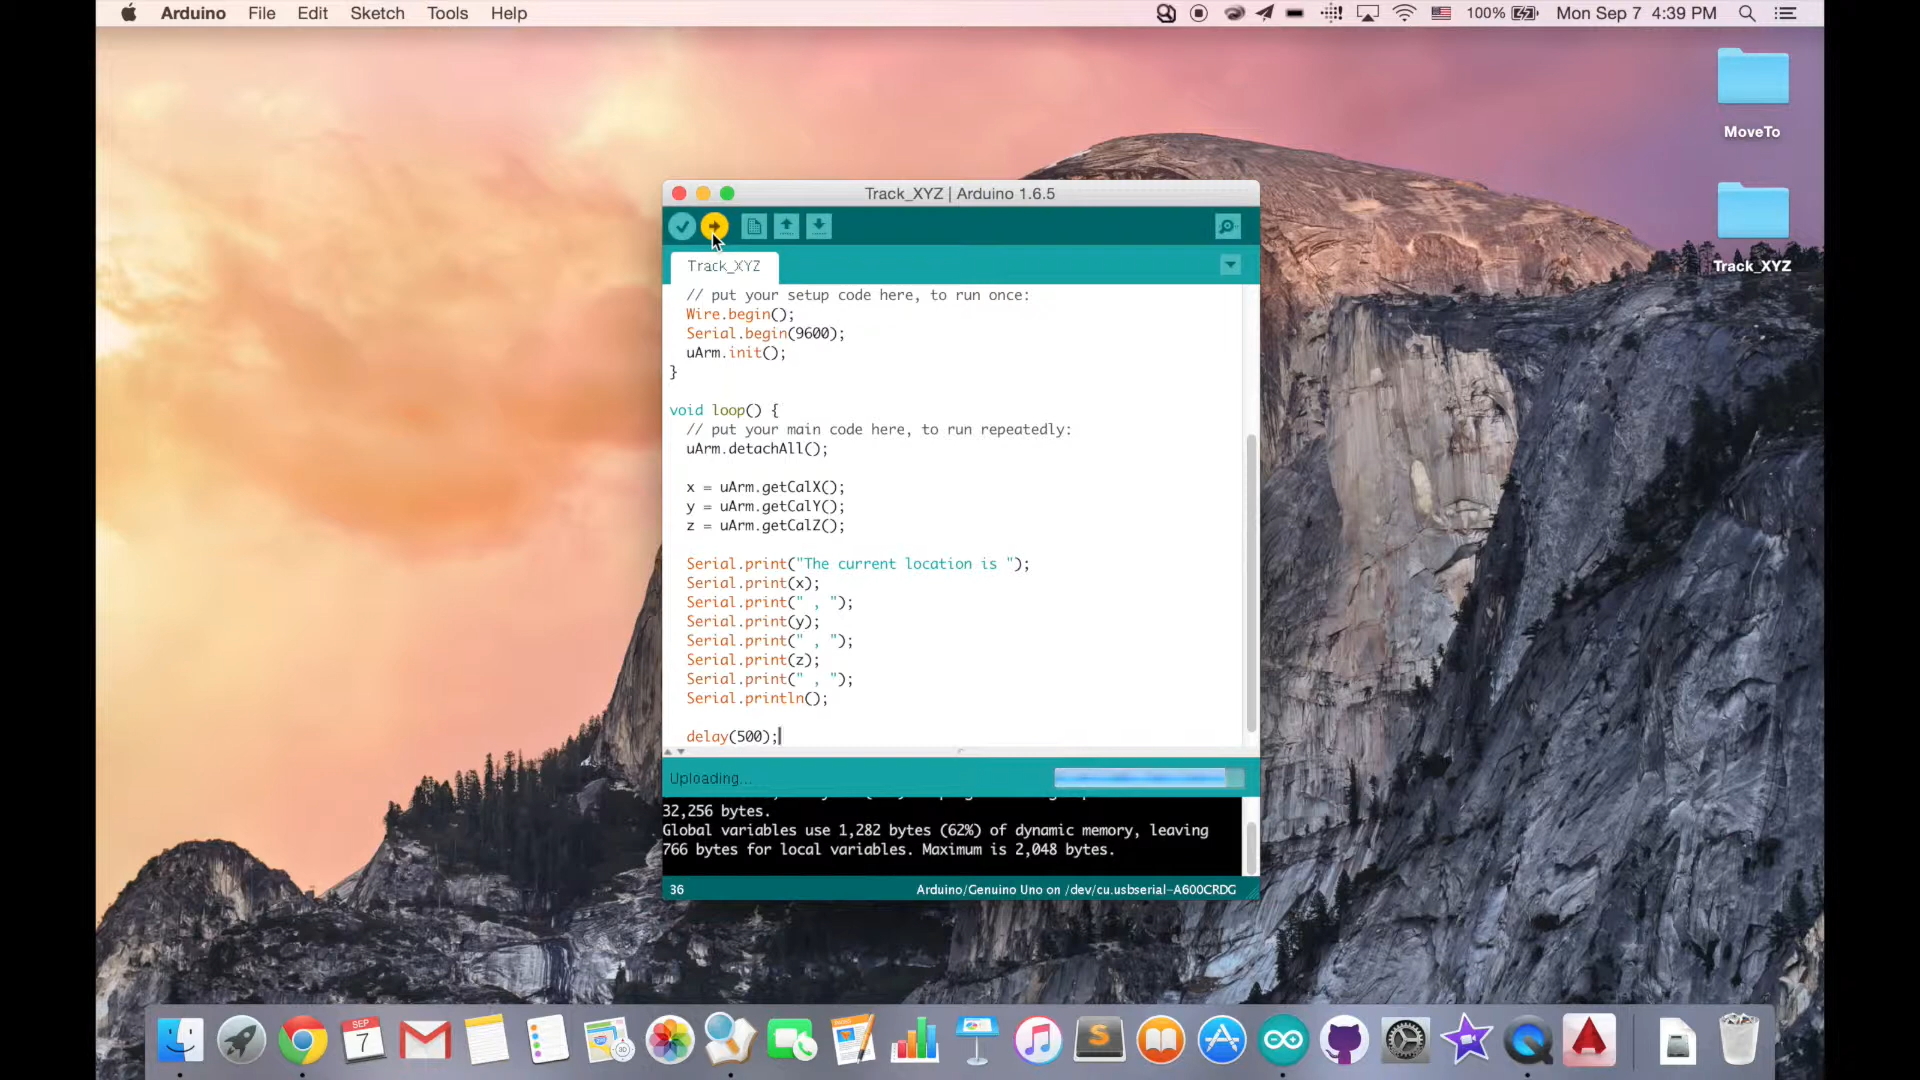 Arduino File Edit Sketch Tools Help
100% Mon Sep 7 4:39 PM
MoveTo
Track_XYZ
Track_XYZ | Arduino 1.6.5
Track_XYZ
// put your setup code here, to run once:
Wire.begin();
Serial.begin(9600);
uArm.init();
}
void loop() {
// put your main code here, to run repeatedly:
uArm.detachAll();
x = uArm.getCalX();
y = uArm.getCalY();
z = uArm.getCalZ();
Serial.print("The current location is ");
Serial.print(x);
Serial.print(" , ");
Serial.print(y);
Serial.print(" , ");
Serial.print(z);
Serial.print(" , ");
Serial.println();
delay(500);
Uploading...
32,256 bytes.
Global variables use 1,282 bytes (62%) of dynamic memory, leaving
766 bytes for local variables. Maximum is 2,048 bytes.
36 Arduino/Genuino Uno on /dev/cu.usbserial-A600CRDG
SEP
7
3D
S